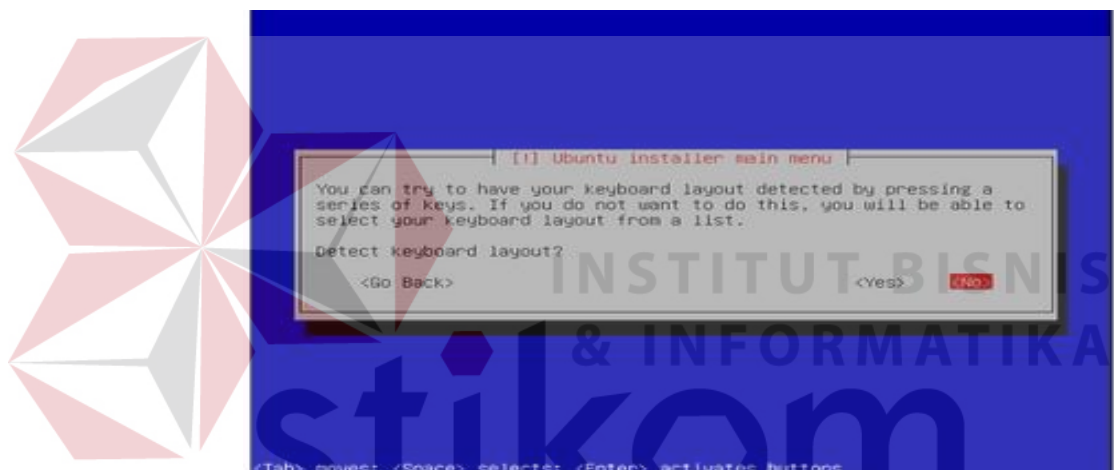 [!] Ubuntu installer main menu
You can try to have your keyboard layout detected by pressing a
series of keys. If you do not want to do this, you will be able to
select your keyboard layout from a list.
Detect keyboard layout?
<Go Back> <Yes> <No>
INSTITUT BISNIS
& INFORMATIKA
stikom
<Tab> moves; <Space> selects; <Enter> activates buttons